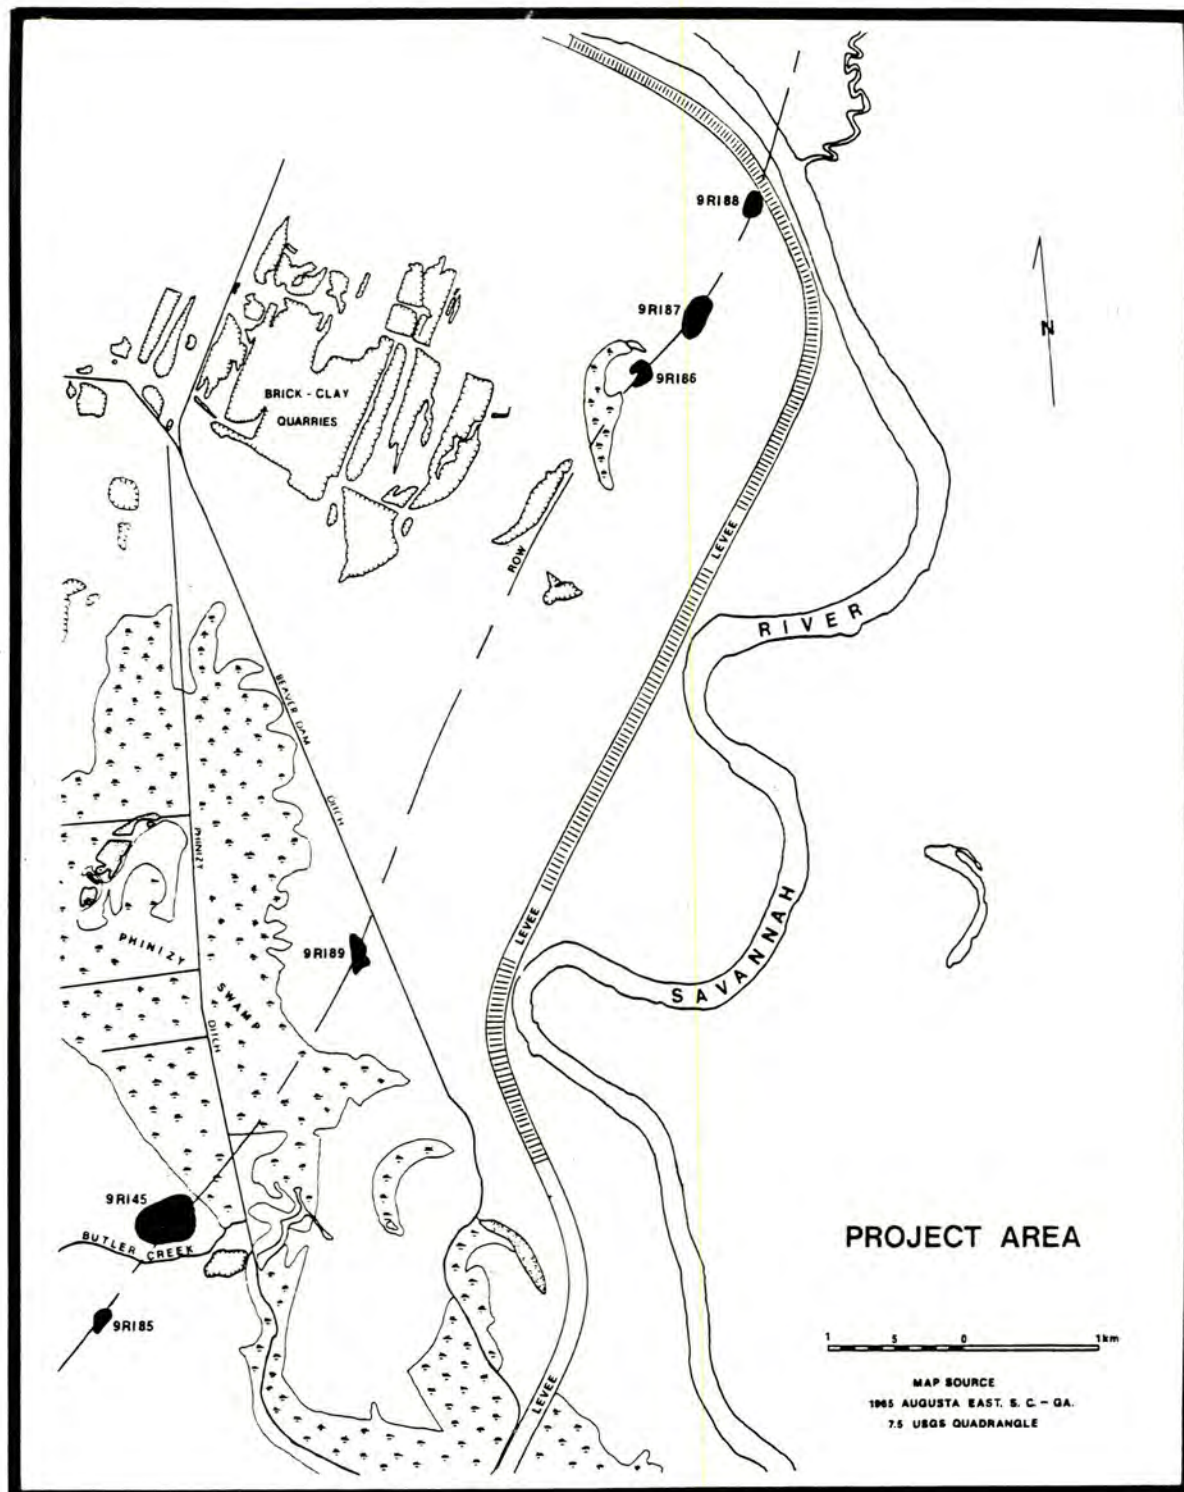 9RI88
9RI87
N
9RI86
BRICK - CLAY
QUARRIES
LEVEE
ROW
RIVER
BEAVER DAM
DITCH
PHINIZY
SAVANNAH
LEVEE
PHINIZY
SWAMP
9RI89
DITCH
9RI45
BUTLER CREEK
PROJECT AREA
9RI85
1 5 0 1km
MAP SOURCE
1965 AUGUSTA EAST, S. C. - GA.
7.5 USGS QUADRANGLE
LEVEE